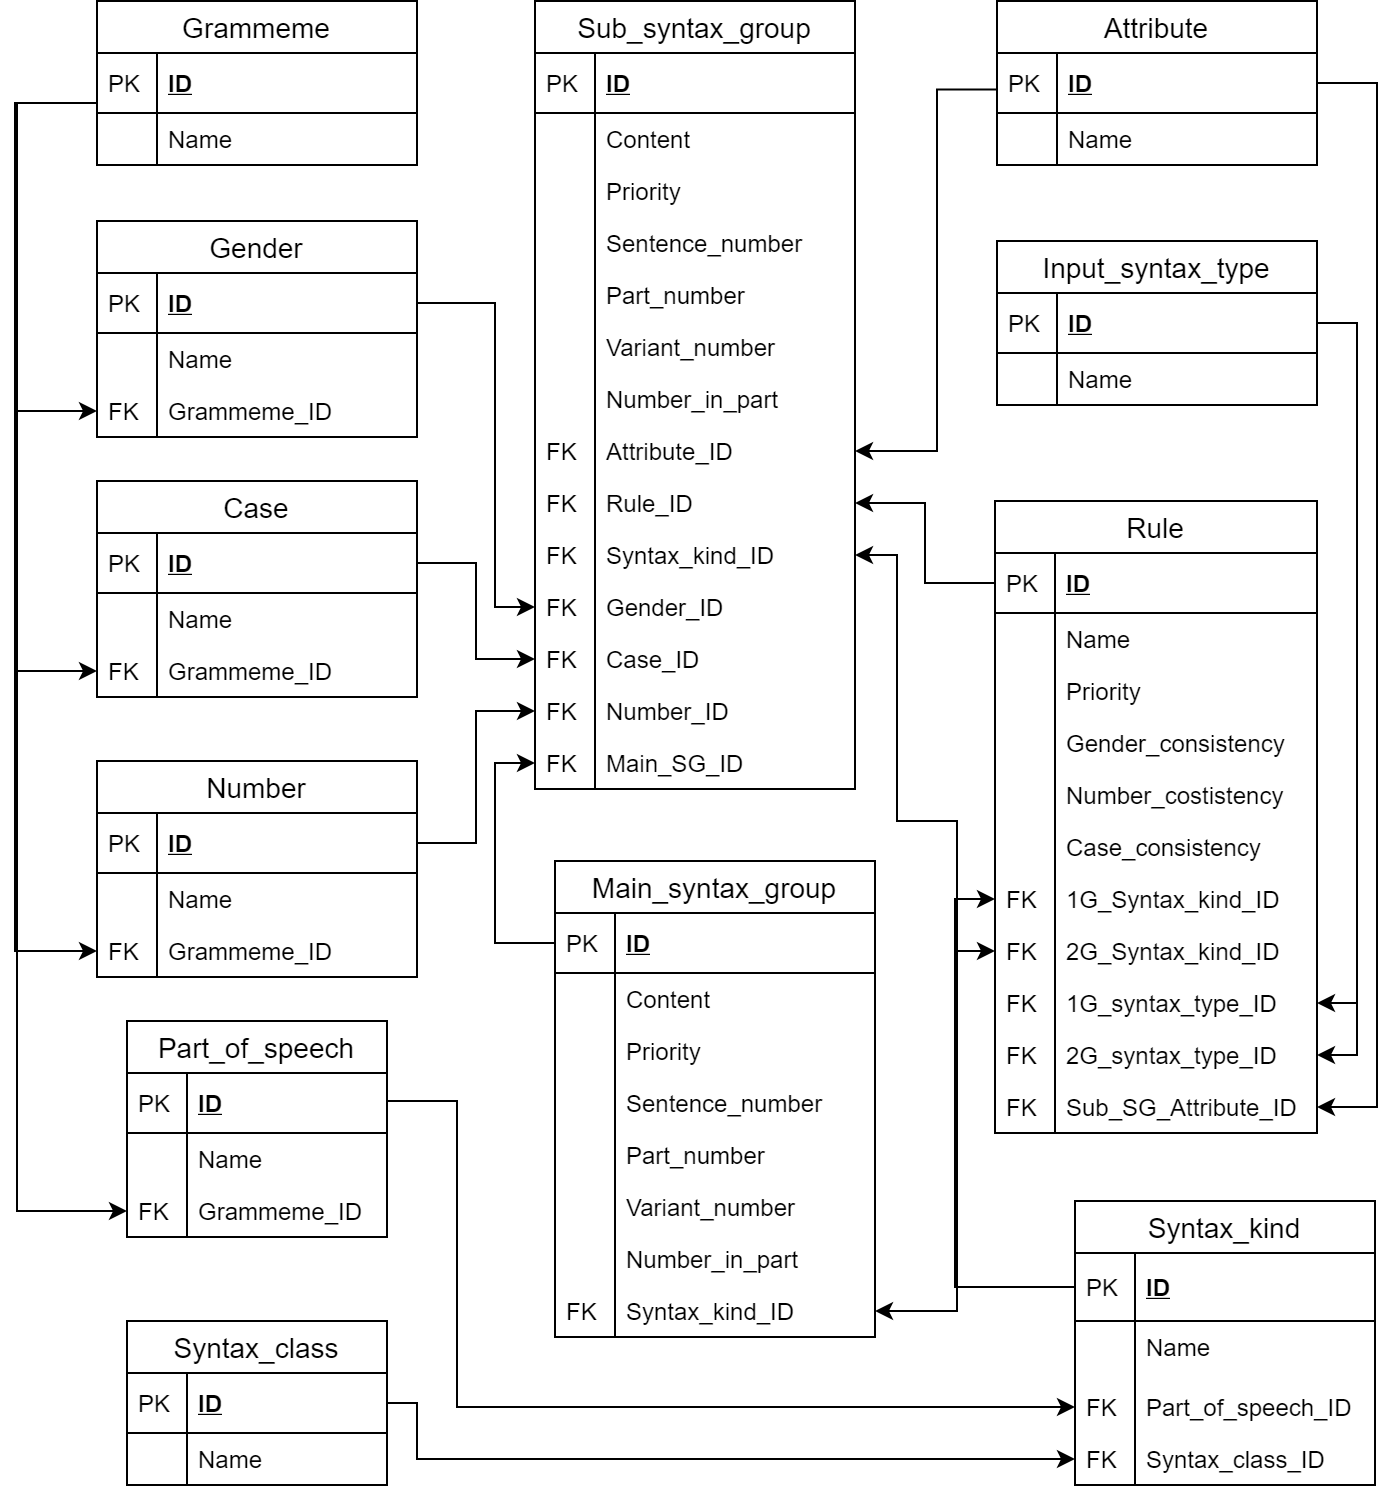 Grammeme
PK ID
Name
Gender
PK ID
Name
FK Grammeme_ID
Case
PK ID
Name
FK Grammeme_ID
Number
PK ID
Name
FK Grammeme_ID
Part_of_speech
PK ID
Name
FK Grammeme_ID
Syntax_class
PK ID
Name
Sub_syntax_group
PK ID
Content
Priority
Sentence_number
Part_number
Variant_number
Number_in_part
FK Attribute_ID
FK Rule_ID
FK Syntax_kind_ID
FK Gender_ID
FK Case_ID
FK Number_ID
FK Main_SG_ID
Main_syntax_group
PK ID
Content
Priority
Sentence_number
Part_number
Variant_number
Number_in_part
FK Syntax_kind_ID
Attribute
PK ID
Name
Input_syntax_type
PK ID
Name
Rule
PK ID
Name
Priority
Gender_consistency
Number_costistency
Case_consistency
FK 1G_Syntax_kind_ID
FK 2G_Syntax_kind_ID
FK 1G_syntax_type_ID
FK 2G_syntax_type_ID
FK Sub_SG_Attribute_ID
Syntax_kind
PK ID
Name
FK Part_of_speech_ID
FK Syntax_class_ID